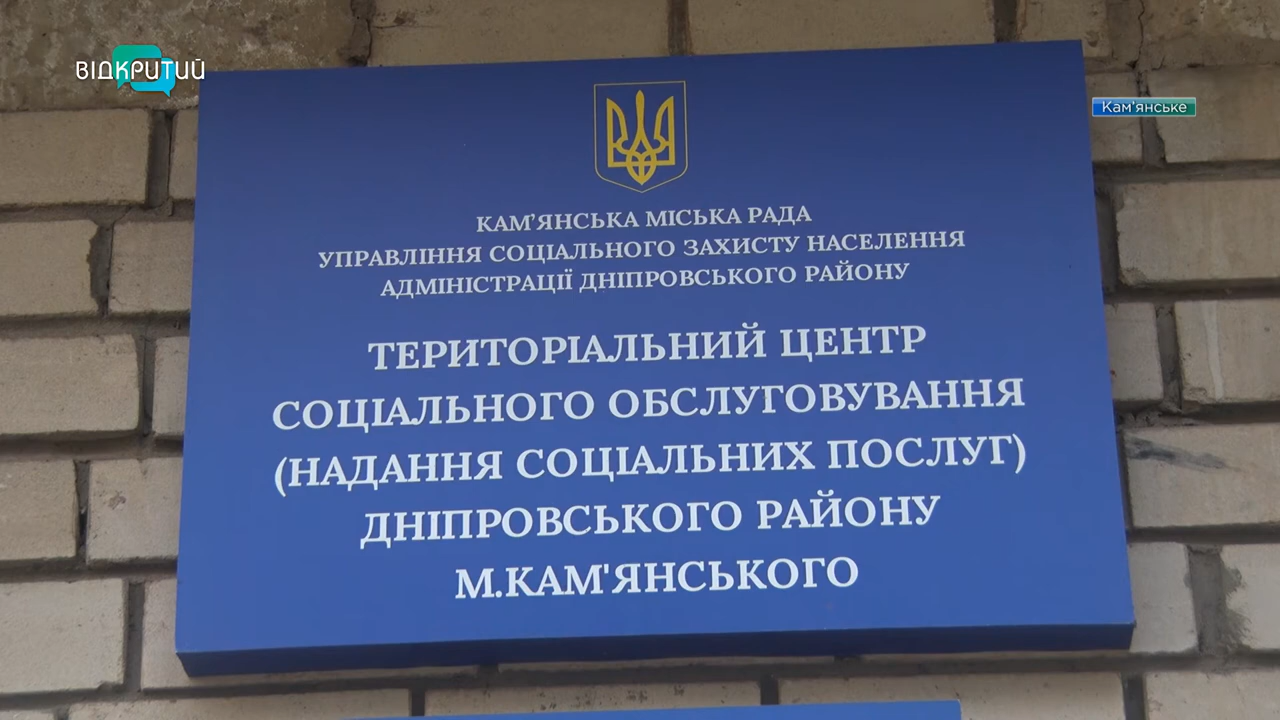 ВІДКРИТИЙ
Кам'янське
КАМ'ЯНСЬКА МІСЬКА РАДА
УПРАВЛІННЯ СОЦІАЛЬНОГО ЗАХИСТУ НАСЕЛЕННЯ
АДМІНІСТРАЦІЇ ДНІПРОВСЬКОГО РАЙОНУ
ТЕРИТОРІАЛЬНИЙ ЦЕНТР
СОЦІАЛЬНОГО ОБСЛУГОВУВАННЯ
(НАДАННЯ СОЦІАЛЬНИХ ПОСЛУГ)
ДНІПРОВСЬКОГО РАЙОНУ
М.КАМ'ЯНСЬКОГО